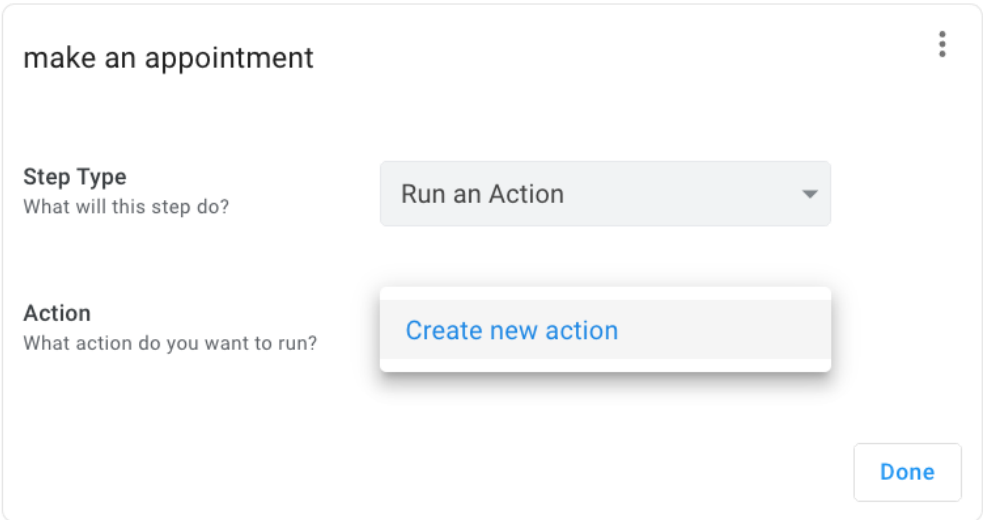 make an appointment
Step Type
What will this step do?
Run an Action
Action
What action do you want to run?
Create new action
Done